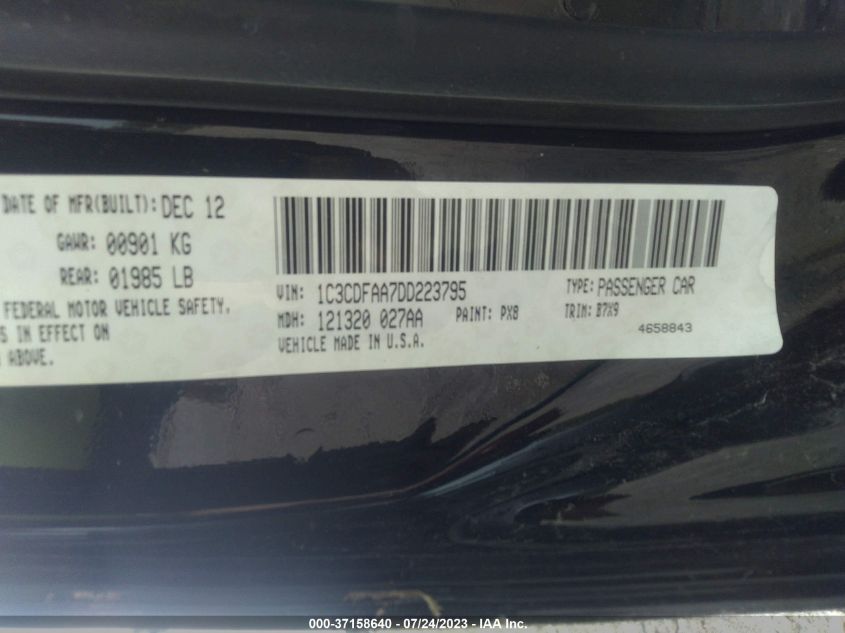 DATE OF MFR(BUILT): DEC 12
GAWR: 00901 KG
REAR: 01985 LB
FEDERAL MOTOR VEHICLE SAFETY,
S IN EFFECT ON
ABOVE.
VIN: 1C3CDFAA7DD223795
TYPE: PASSENGER CAR
MDH: 121320 027AA
PAINT: PX8
TRIM: B7X9
VEHICLE MADE IN U.S.A.
4658843
000-37158640 - 07/24/2023 - IAA Inc.